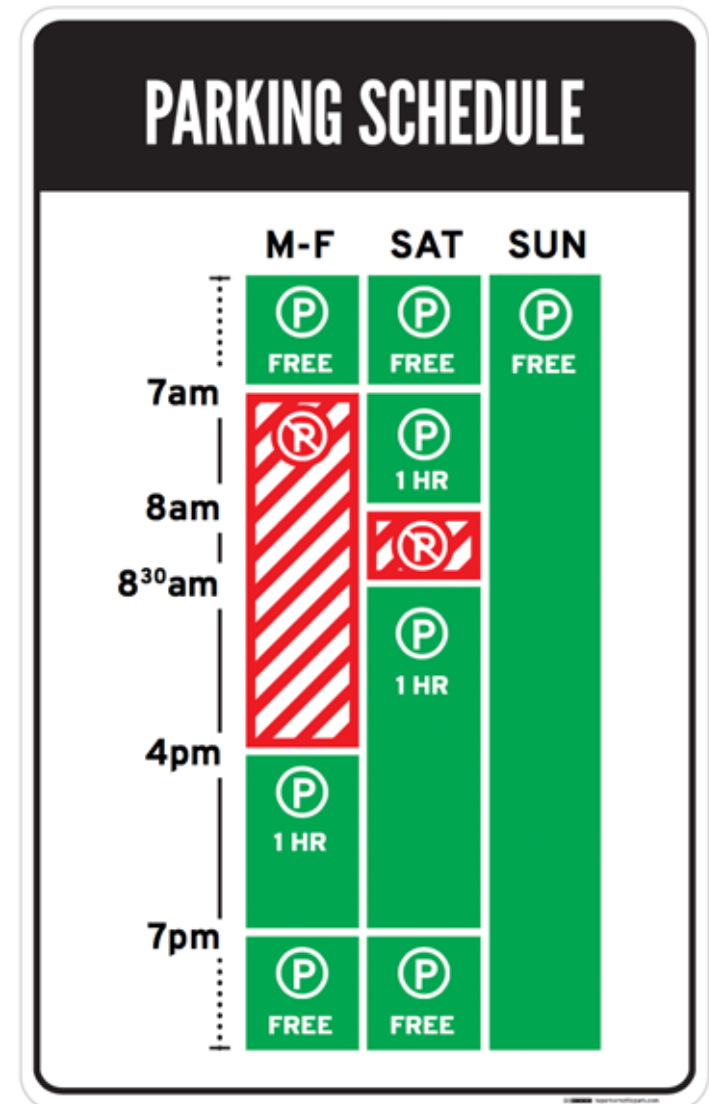 PARKING SCHEDULE
M-F SAT SUN
P P P
FREE FREE FREE
7am
P P
1 HR
8am
P
8³⁰am
P
1 HR
4pm
P
1 HR
7pm
P P
FREE FREE